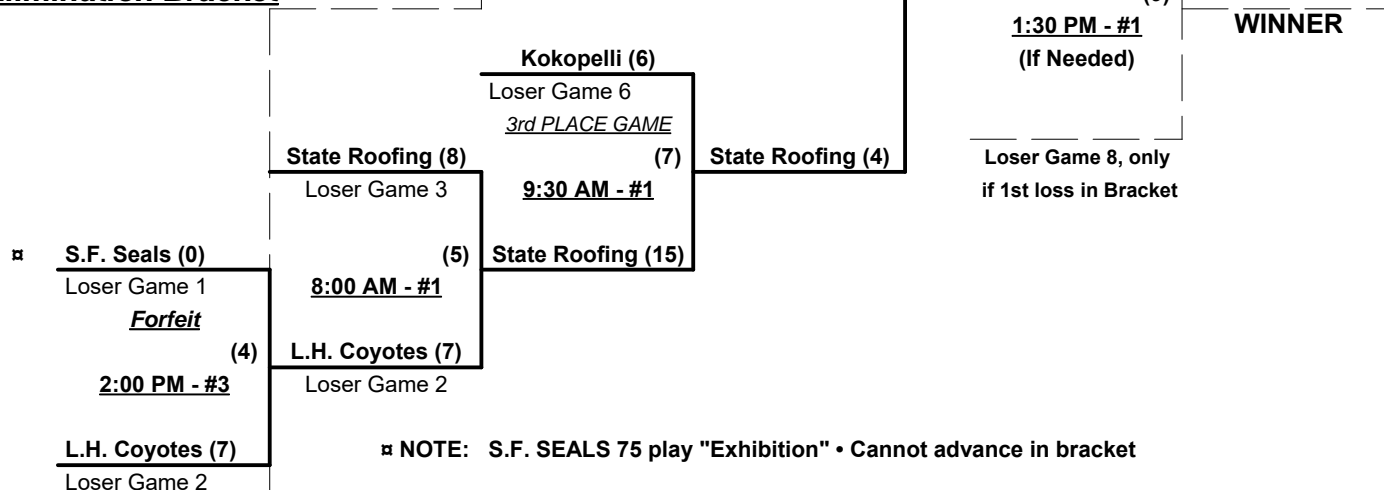 1:30 PM - #1
WINNER
(If Needed)
Kokopelli (6)
Loser Game 6
3rd PLACE GAME
State Roofing (8)
(7)
State Roofing (4)
Loser Game 8, only
Loser Game 3
9:30 AM - #1
if 1st loss in Bracket
¤ S.F. Seals (0)
(5)
State Roofing (15)
Loser Game 1
8:00 AM - #1
Forfeit
(4)
L.H. Coyotes (7)
2:00 PM - #3
Loser Game 2
L.H. Coyotes (7)
¤ NOTE: S.F. SEALS 75 play "Exhibition" • Cannot advance in bracket
Loser Game 2